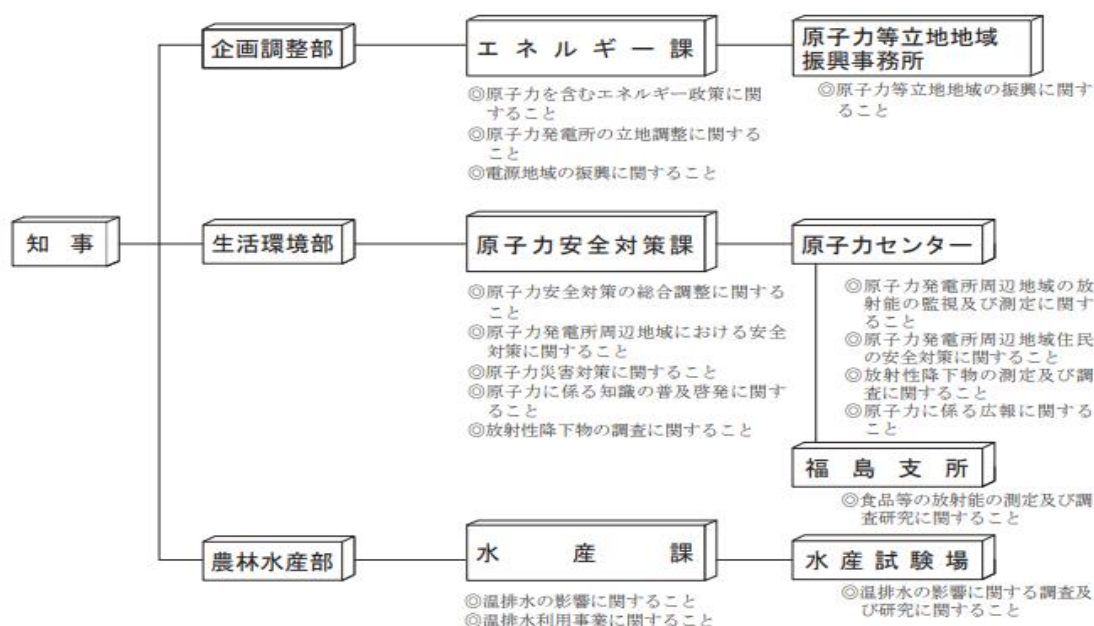 企画調整部
エネルギー課
原子力等立地地域
振興事務所
◎原子力を含むエネルギー政策に関
すること
◎原子力発電所の立地調整に関する
こと
◎電源地域の振興に関すること
◎原子力等立地地域の振興に関す
ること
知事
生活環境部
原子力安全対策課
原子力センター
◎原子力安全対策の総合調整に関する
こと
◎原子力発電所周辺地域における安全
対策に関すること
◎原子力災害対策に関すること
◎原子力に係る知識の普及啓発に関す
ること
◎放射性降下物の調査に関すること
◎原子力発電所周辺地域の放
射能の監視及び測定に関す
ること
◎原子力発電所周辺地域住民
の安全対策に関すること
◎放射性降下物の測定及び調
査に関すること
◎原子力に係る広報に関する
こと
福島支所
◎食品等の放射能の測定及び調
査研究に関すること
農林水産部
水産課
水産試験場
◎温排水の影響に関すること
◎温排水利用事業に関すること
◎温排水の影響に関する調査及
び研究に関すること